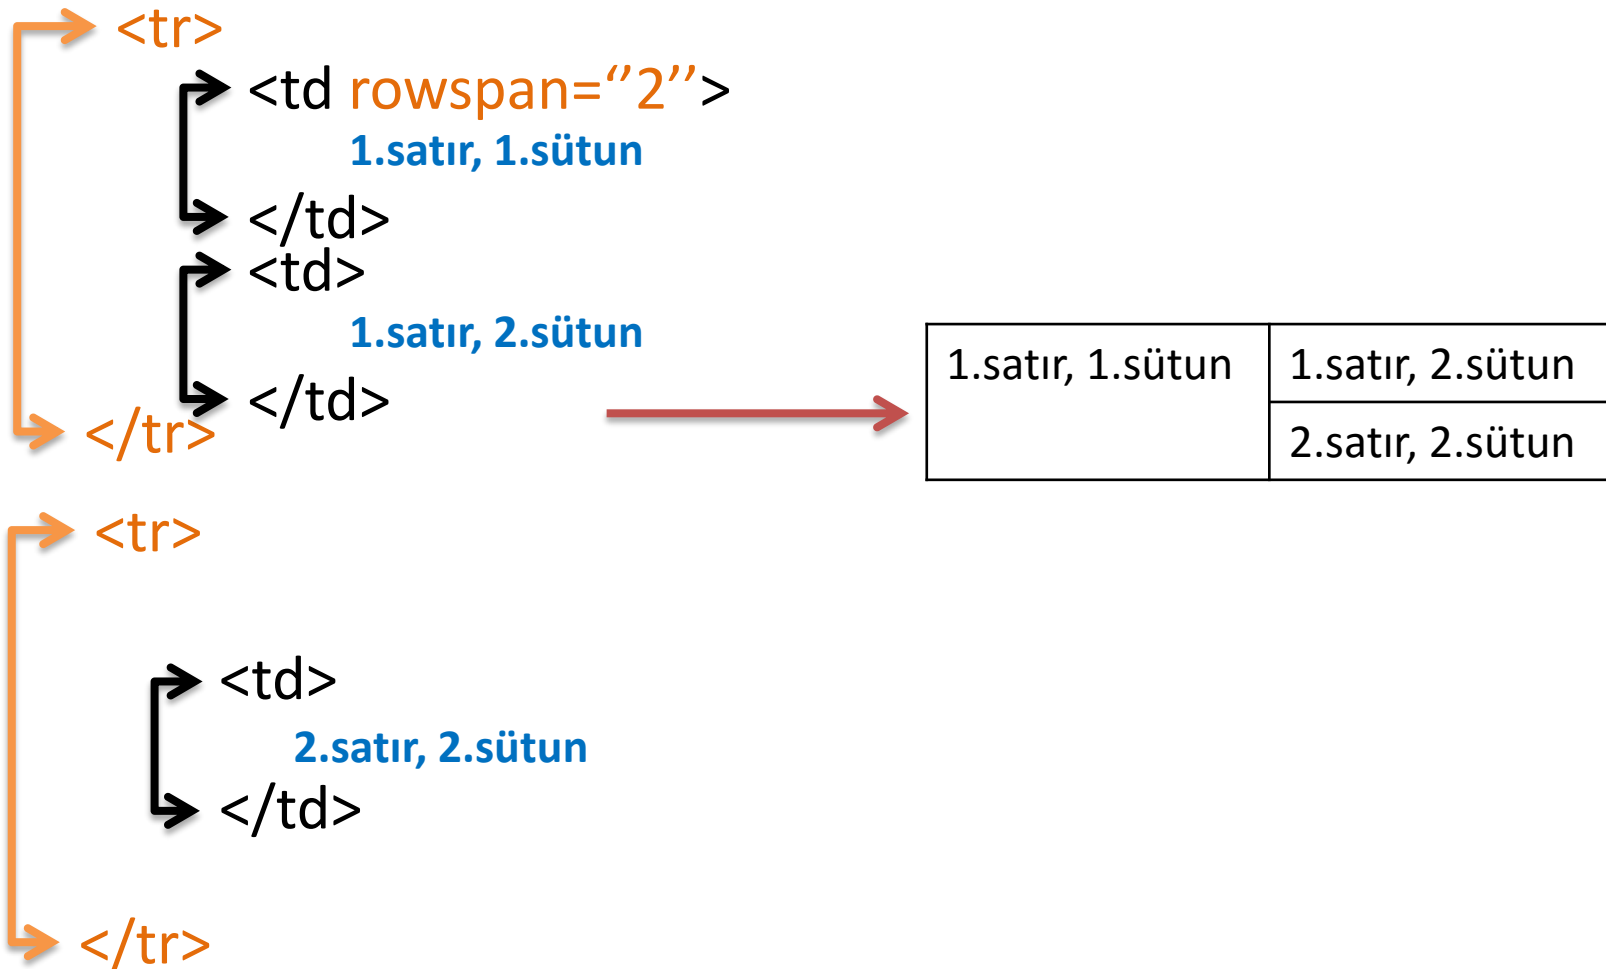 <tr>
<td rowspan=‘’2’’>
1.satır, 1.sütun
</td>
<td>
1.satır, 2.sütun
</td>
</tr>
<tr>
<td>
2.satır, 2.sütun
</td>
</tr>
1.satır, 1.sütun
1.satır, 2.sütun
2.satır, 2.sütun